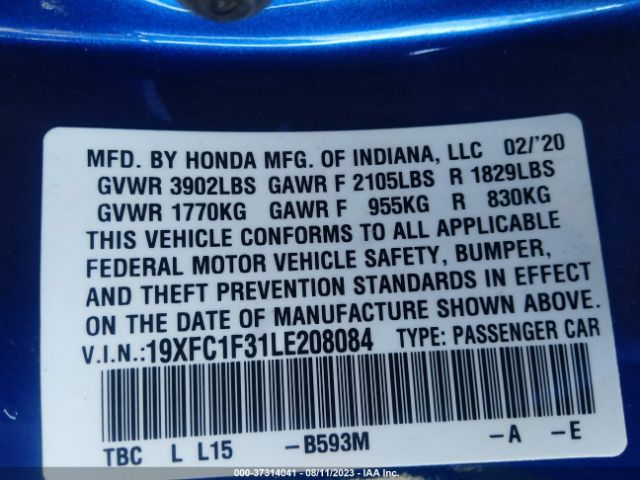 MFD. BY HONDA MFG. OF INDIANA, LLC 02/'20
GVWR 3902LBS GAWR F 2105LBS R 1829LBS
GVWR 1770KG GAWR F 955KG R 830KG
THIS VEHICLE CONFORMS TO ALL APPLICABLE
FEDERAL MOTOR VEHICLE SAFETY, BUMPER,
AND THEFT PREVENTION STANDARDS IN EFFECT
ON THE DATE OF MANUFACTURE SHOWN ABOVE.
V.I.N.:19XFC1F31LE208084 TYPE: PASSENGER CAR
TBC L L15 -B593M -A -E
000-37314041 - 08/11/2023 - IAA Inc.